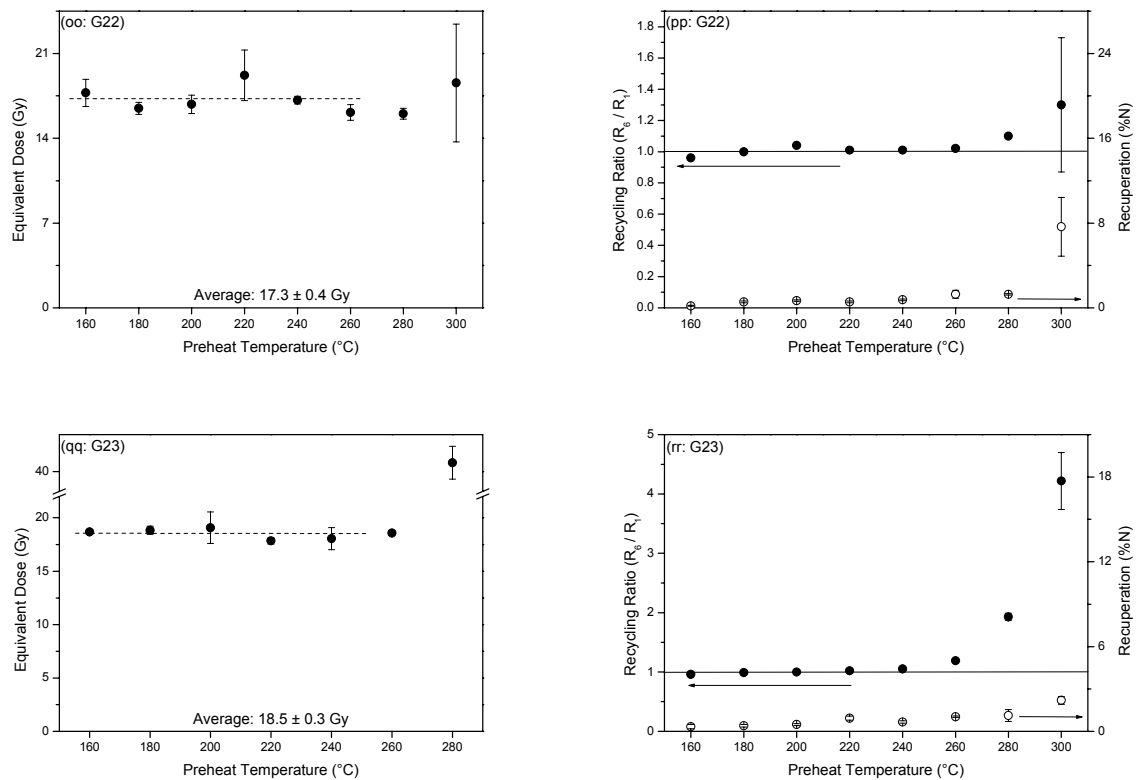 (oo: G22)
21
14
7
0
Equivalent Dose (Gy)
Average: 17.3 ± 0.4 Gy
160 180 200 220 240 260 280 300
Preheat Temperature (°C)
(pp: G22)
1.8
1.6
1.4
1.2
1.0
0.8
0.6
0.4
0.2
0.0
Recycling Ratio (R6 / R1)
24
16
8
0
Recuperation (%N)
160 180 200 220 240 260 280 300
Preheat Temperature (°C)
(qq: G23)
40
20
18
15
13
10
8
5
3
0
Equivalent Dose (Gy)
Average: 18.5 ± 0.3 Gy
160 180 200 220 240 260 280
Preheat Temperature (°C)
(rr: G23)
5
4
3
2
1
0
Recycling Ratio (R6 / R1)
18
12
6
0
Recuperation (%N)
160 180 200 220 240 260 280 300
Preheat Temperature (°C)